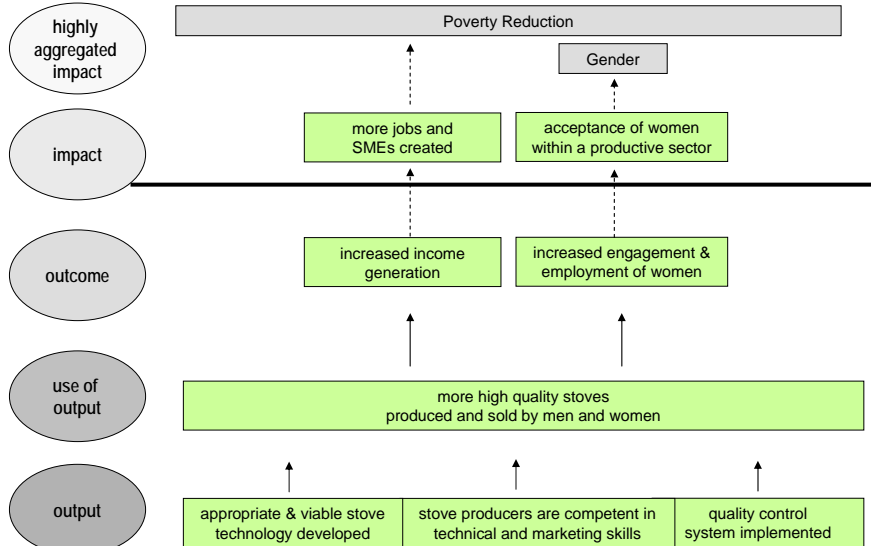 highly
aggregated
impact
Poverty Reduction
Gender
impact
more jobs and
SMEs created
acceptance of women
within a productive sector
outcome
increased income
generation
increased engagement &
employment of women
use of
output
more high quality stoves
produced and sold by men and women
output
appropriate & viable stove
technology developed
stove producers are competent in
technical and marketing skills
quality control
system implemented